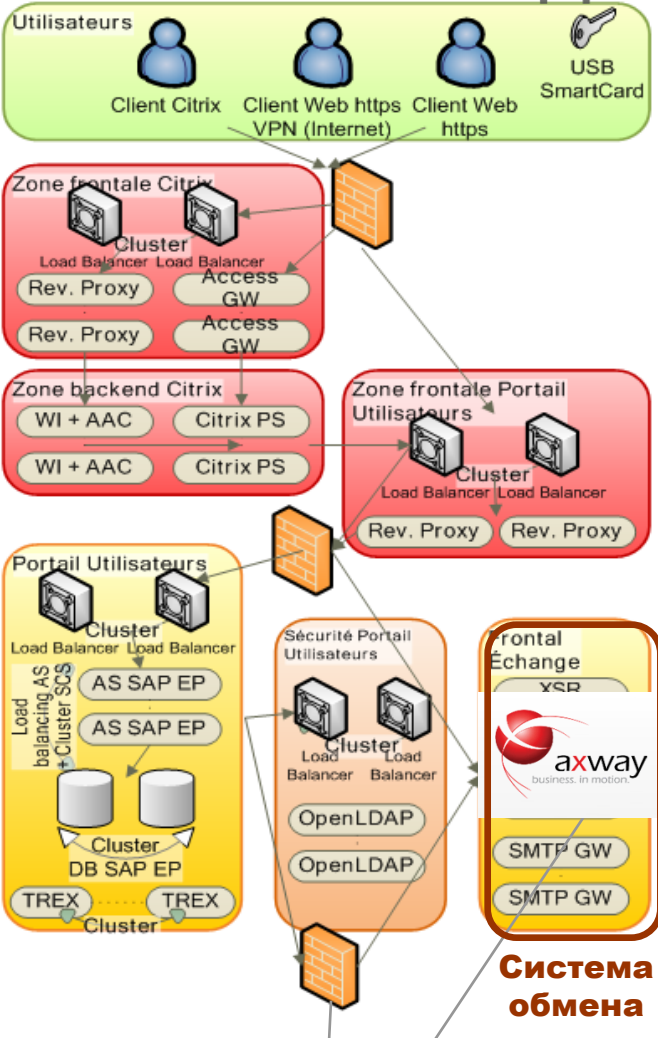 Utilisateurs
USB
SmartCard
Client Citrix
Client Web https
VPN (Internet)
Client Web
https
Zone frontale Citrix
Cluster
Load Balancer
Load Balancer
Rev. Proxy
Access
GW
Rev. Proxy
Access
GW
Zone backend Citrix
WI + AAC
Citrix PS
WI + AAC
Citrix PS
Zone frontale Portail
Utilisateurs
Cluster
Load Balancer
Load Balancer
Rev. Proxy
Rev. Proxy
Portail Utilisateurs
Cluster
Load Balancer
Load Balancer
Load
balancing AS
+ Cluster SCS
AS SAP EP
AS SAP EP
Cluster
DB SAP EP
TREX
TREX
Cluster
Sécurité Portail
Utilisateurs
Cluster
Load
Balancer
Load
Balancer
OpenLDAP
OpenLDAP
Frontal
Échange
XSR
axway
business. in motion.
SMTP GW
SMTP GW
Система
обмена